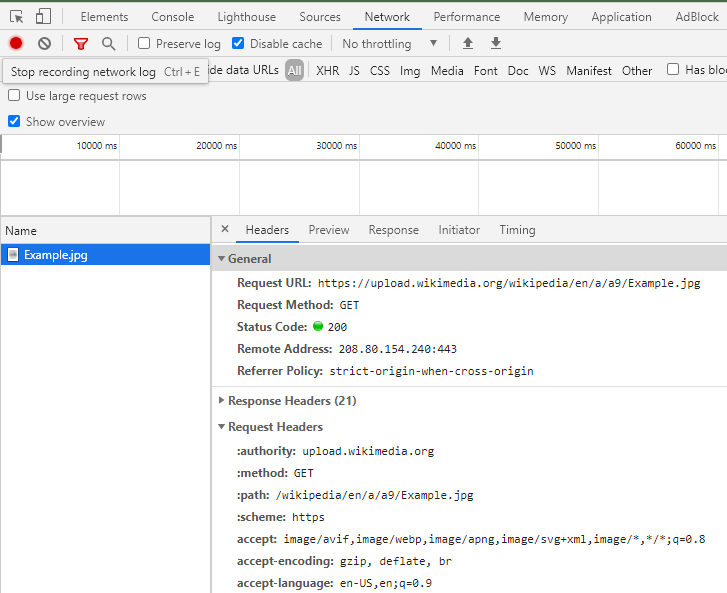 Elements Console Lighthouse Sources Network Performance Memory Application AdBlock
Preserve log Disable cache No throttling
Stop recording network log Ctrl + E ide data URLs All XHR JS CSS Img Media Font Doc WS Manifest Other Has bloc
Use large request rows
Show overview
10000 ms 20000 ms 30000 ms 40000 ms 50000 ms 60000 ms
Name × Headers Preview Response Initiator Timing
Example.jpg
General
Request URL: https://upload.wikimedia.org/wikipedia/en/a/a9/Example.jpg
Request Method: GET
Status Code: 200
Remote Address: 208.80.154.240:443
Referrer Policy: strict-origin-when-cross-origin
Response Headers (21)
Request Headers
:authority: upload.wikimedia.org
:method: GET
:path: /wikipedia/en/a/a9/Example.jpg
:scheme: https
accept: image/avif,image/webp,image/apng,image/svg+xml,image/*,*/*;q=0.8
accept-encoding: gzip, deflate, br
accept-language: en-US,en;q=0.9